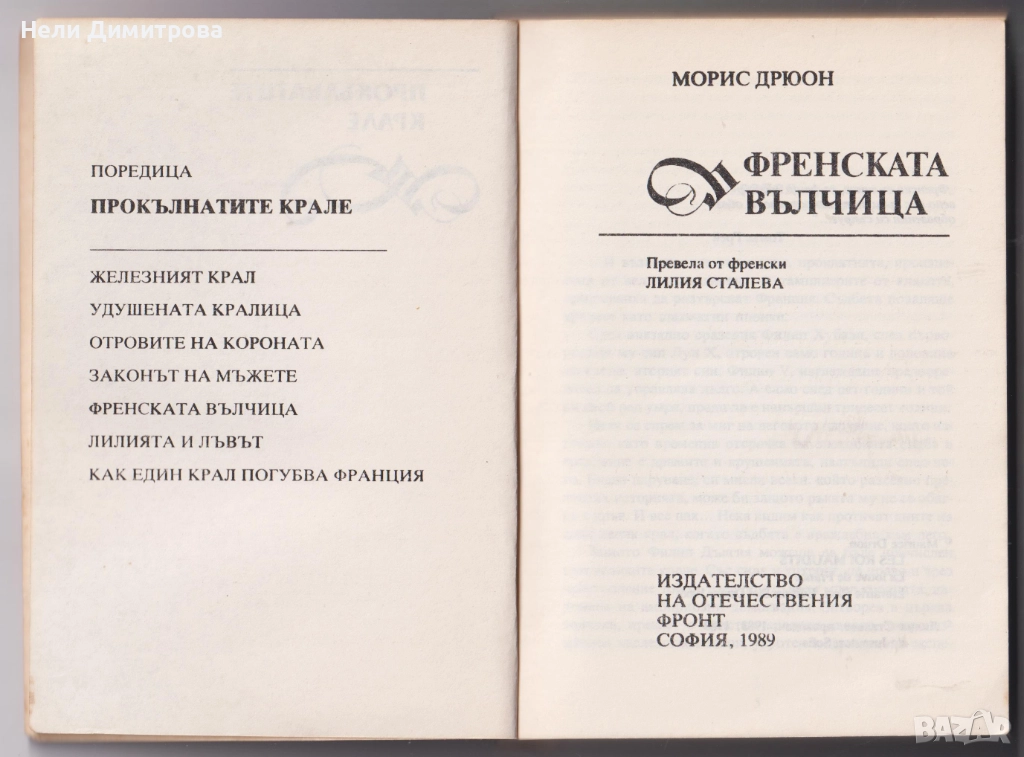 Нели Димитрова
ПОРЕДИЦА
ПРОКЪЛНАТИТЕ КРАЛЕ
ЖЕЛЕЗНИЯТ КРАЛ
УДУШЕНАТА КРАЛИЦА
ОТРОВИТЕ НА КОРОНАТА
ЗАКОНЪТ НА МЪЖЕТЕ
ФРЕНСКАТА ВЪЛЧИЦА
ЛИЛИЯТА И ЛЪВЪТ
КАК ЕДИН КРАЛ ПОГУБВА ФРАНЦИЯ
МОРИС ДРЮОН
ФРЕНСКАТА
ВЪЛЧИЦА
Превела от френски
ЛИЛИЯ СТАЛЕВА
ИЗДАТЕЛСТВО
НА ОТЕЧЕСТВЕНИЯ
ФРОНТ
СОФИЯ, 1989
BAZAR